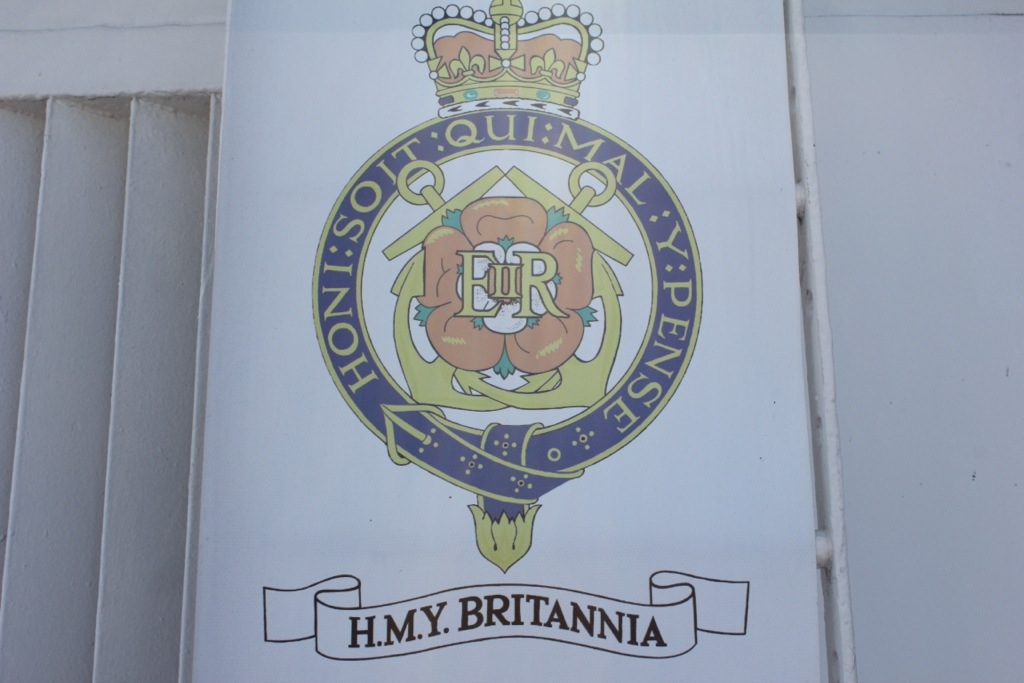 HONI:SOIT:QUI:MAL:Y:PENSE
EIIR
H.M.Y. BRITANNIA